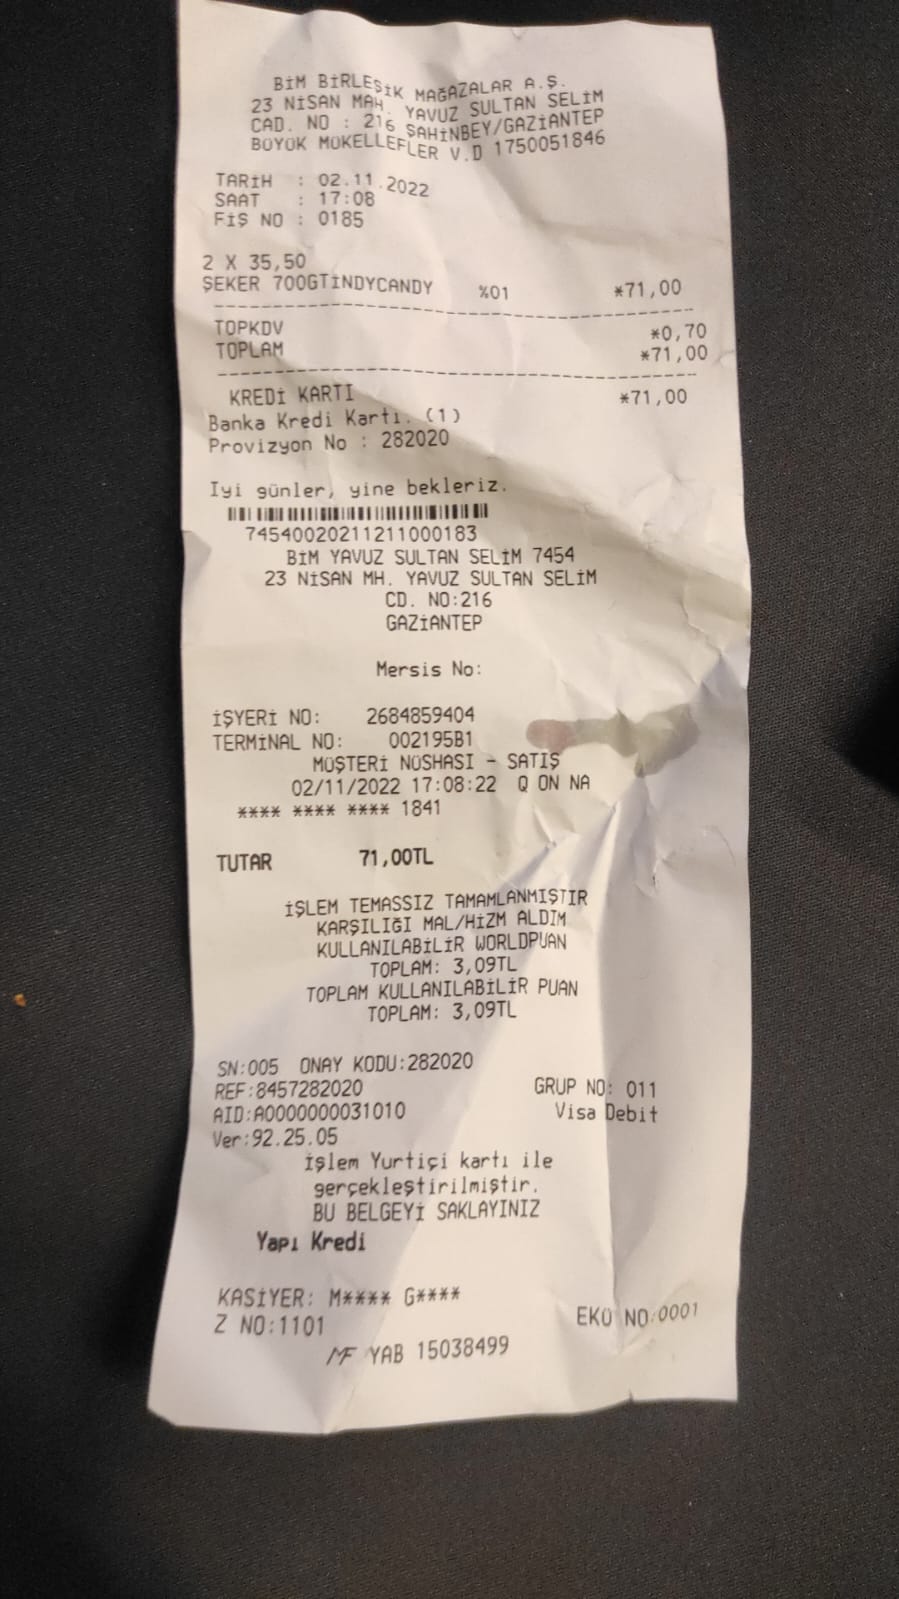 BİM BİRLEŞİK MAĞAZALAR A.Ş.
23 NİSAN MAH. YAVUZ SULTAN SELİM
CAD. NO : 216 ŞAHİNBEY/GAZİANTEP
BÜYÜK MÜKELLEFLER V.D 1750051846
TARİH : 02.11.2022
SAAT : 17:08
FİŞ NO : 0185
2 X 35,50
ŞEKER 700GTİNDYCANDY %01 *71,00
TOPKDV *0,70
TOPLAM *71,00
KREDİ KARTI *71,00
Banka Kredi Kartı. (1)
Provizyon No : 282020
Iyi günler, yine bekleriz.
745400202112110001​83
BİM YAVUZ SULTAN SELİM 7454
23 NİSAN MH. YAVUZ SULTAN SELİM
CD. NO:216
GAZİANTEP
Mersis No:
İŞYERİ NO: 2684859404
TERMİNAL NO: 002195B1
MÜŞTERİ NÜSHASI - SATIŞ
02/11/2022 17:08:22 Q ON NA
**** **** **** 1841
TUTAR 71,00TL
İŞLEM TEMASSIZ TAMAMLANMIŞTIR
KARŞILIĞI MAL/HİZM ALDIM
KULLANILABİLİR WORLDPUAN
TOPLAM: 3,09TL
TOPLAM KULLANILABİLİR PUAN
TOPLAM: 3,09TL
SN:005 ONAY KODU:282020
REF:8457282020 GRUP NO: 011
AID:A0000000031010 Visa Debit
Ver:92.25.05
İşlem Yurtiçi kartı ile
gerçekleştirilmiştir.
BU BELGEYİ SAKLAYINIZ
Yapı Kredi
KASİYER: M**** G****
Z NO:1101 EKÜ NO:0001
MF YAB 15038499